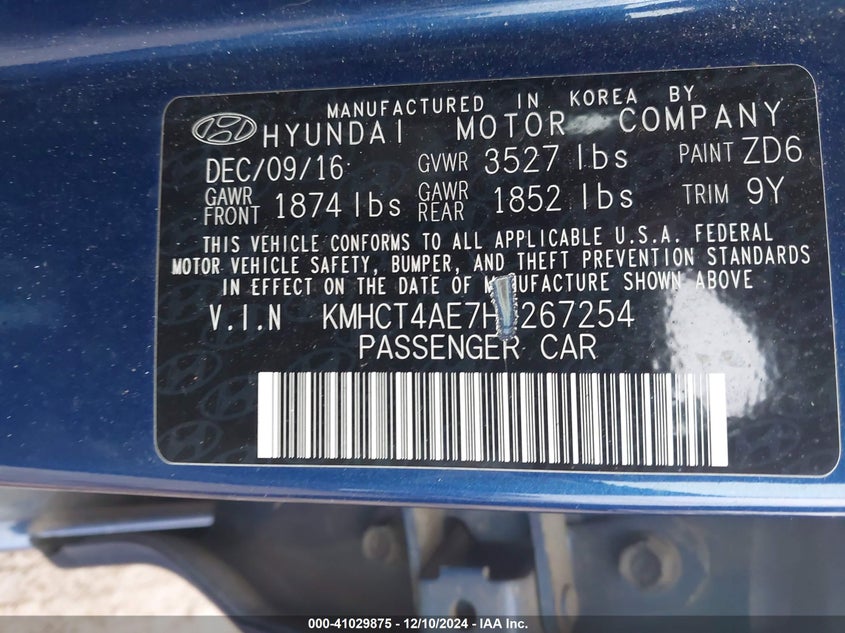 MANUFACTURED IN KOREA BY
HYUNDAI MOTOR COMPANY
DEC/09/16 GVWR 3527 lbs PAINT ZD6
GAWR FRONT 1874 lbs GAWR REAR 1852 lbs TRIM 9Y
THIS VEHICLE CONFORMS TO ALL APPLICABLE U.S.A. FEDERAL
MOTOR VEHICLE SAFETY, BUMPER, AND THEFT PREVENTION STANDARDS
IN EFFECT ON THE DATE OF MANUFACTURE SHOWN ABOVE
V.I.N KMHCT4AE7H 267254
PASSENGER CAR
000-41029875 - 12/10/2024 - IAA Inc.